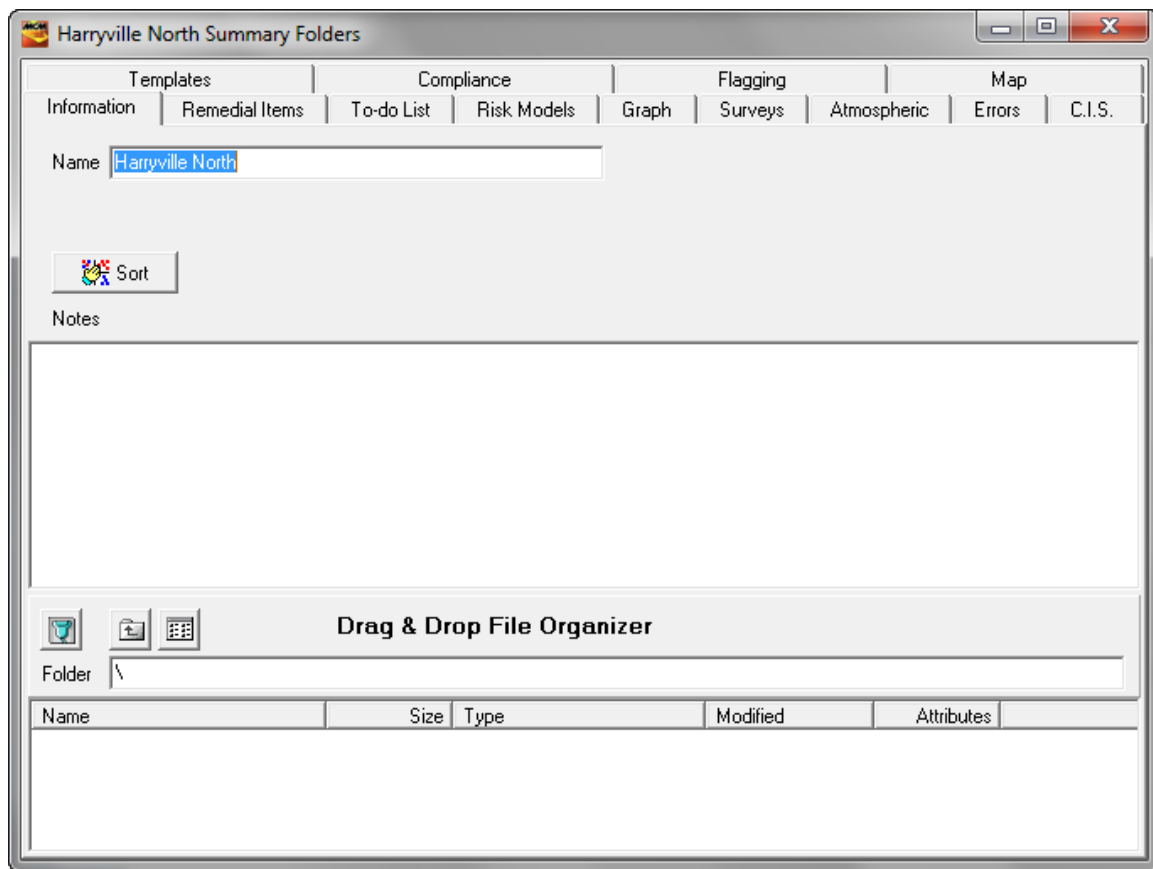 Harryville North Summary Folders
Templates Compliance Flagging Map
Information Remedial Items To-do List Risk Models Graph Surveys Atmospheric Errors C.I.S.
Name Harryville North
Sort
Notes
Drag & Drop File Organizer
Folder \
Name Size Type Modified Attributes